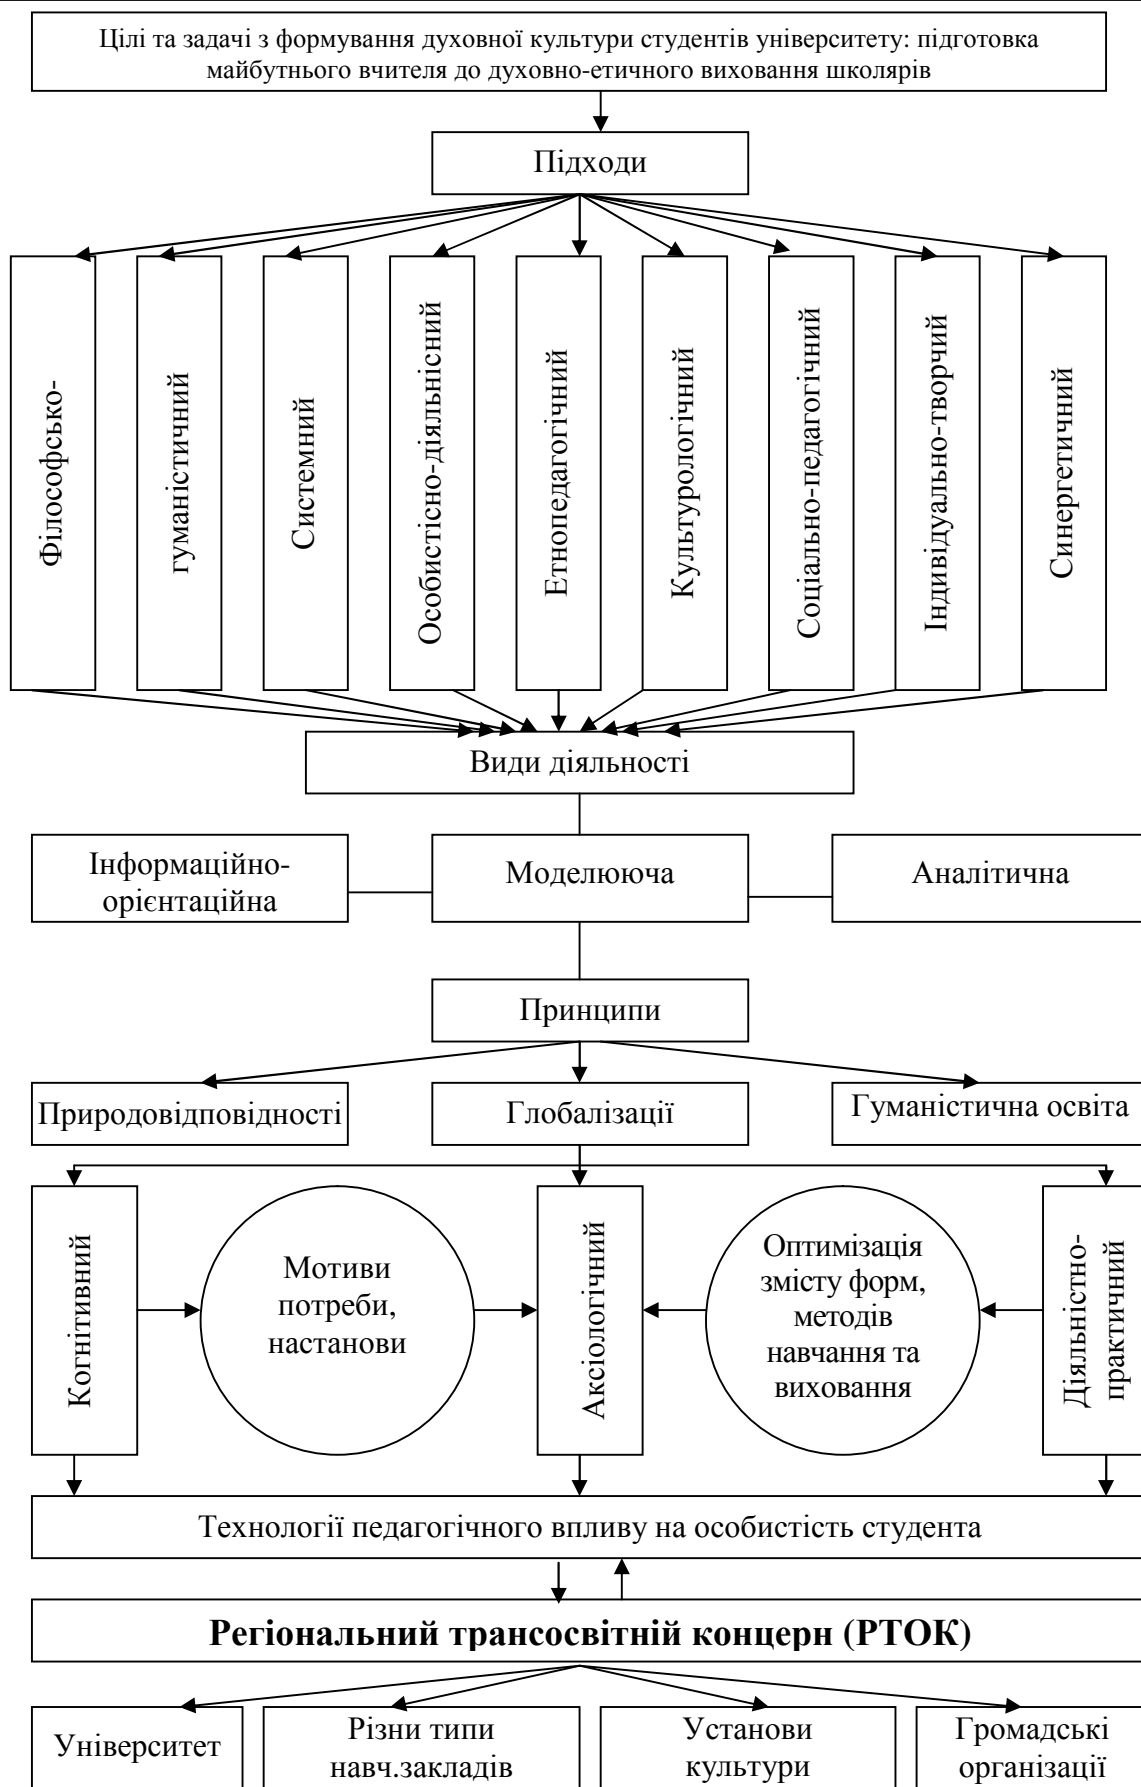 Цілі та задачі з формування духовної культури студентів університету: підготовка
майбутнього вчителя до духовно-етичного виховання школярів
Підходи
Філософсько-
гуманістичний
Системний
Особистісно-діяльнісний
Етнопедагогічний
Культурологічний
Соціально-педагогічний
Індивідуально-творчий
Синергетичний
Види діяльності
Інформаційно-
орієнтаційна
Моделююча
Аналітична
Принципи
Природовідповідності
Глобалізації
Гуманістична освіта
Когнітивний
Мотиви
потреби,
настанови
Аксіологічний
Оптимізація
змісту форм,
методів
навчання та
виховання
Діяльністно-
практичний
Технології педагогічного впливу на особистість студента
Регіональний трансосвітній концерн (РТОК)
Університет
Різни типи
навч.закладів
Установи
культури
Громадські
організації